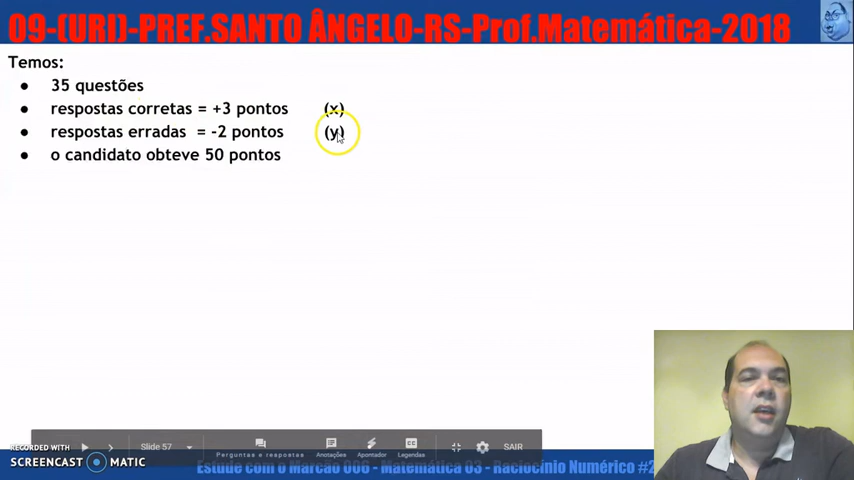 09-(URI)-PREF.SANTO ÂNGELO-RS-Prof.Matemática-2018
Temos:
● 35 questões
● respostas corretas = +3 pontos (x)
● respostas erradas = -2 pontos (y)
● o candidato obteve 50 pontos
Slide 57
Perguntas e respostas
Anotações
Apontador
Legendas
SAIR
RECORDED WITH
SCREENCAST MATIC
Estude com o Marcão 006 - Matemática 03 - Raciocínio Numérico #2